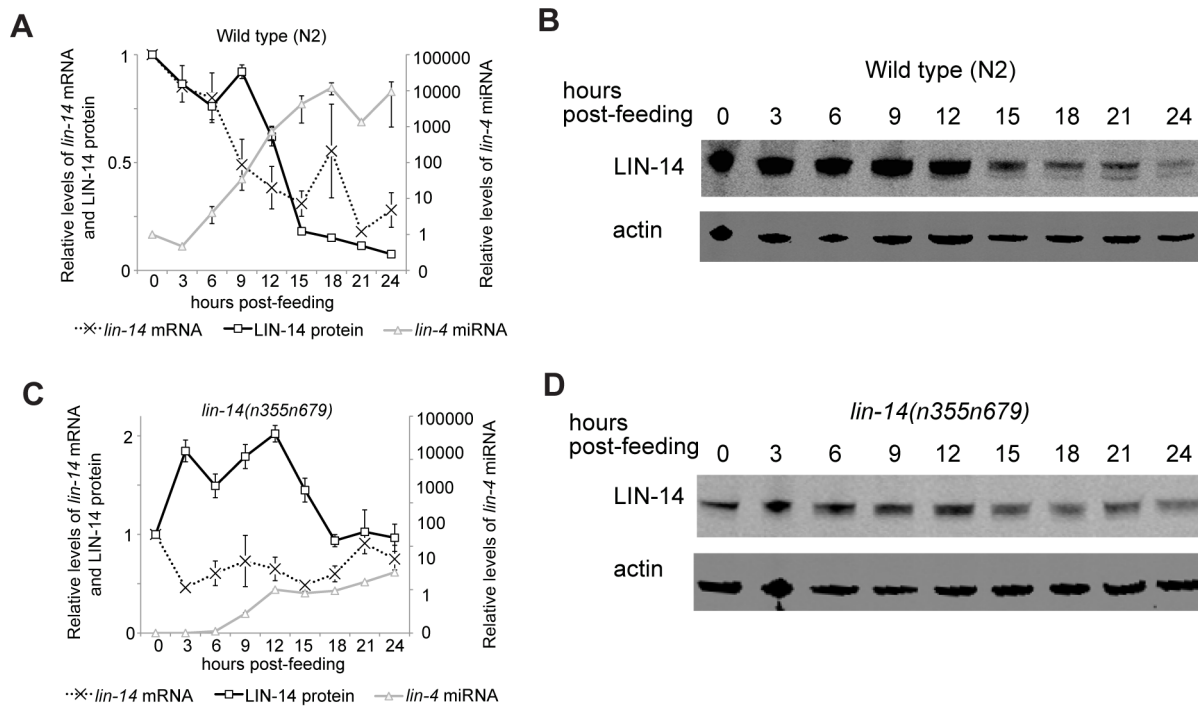 A
Wild type (N2)
Relative levels of lin-14 mRNA
and LIN-14 protein
1
0.5
0
100000
10000
1000
100
10
1
0
Relative levels of lin-4 miRNA
0 3 6 9 12 15 18 21 24
hours post-feeding
lin-14 mRNA LIN-14 protein lin-4 miRNA
B
Wild type (N2)
hours
post-feeding 0 3 6 9 12 15 18 21 24
LIN-14
actin
C
lin-14(n355n679)
Relative levels of lin-14 mRNA
and LIN-14 protein
2
1
0
100000
10000
1000
100
10
1
0
Relative levels of lin-4 miRNA
0 3 6 9 12 15 18 21 24
hours post-feeding
lin-14 mRNA LIN-14 protein lin-4 miRNA
D
lin-14(n355n679)
hours
post-feeding 0 3 6 9 12 15 18 21 24
LIN-14
actin